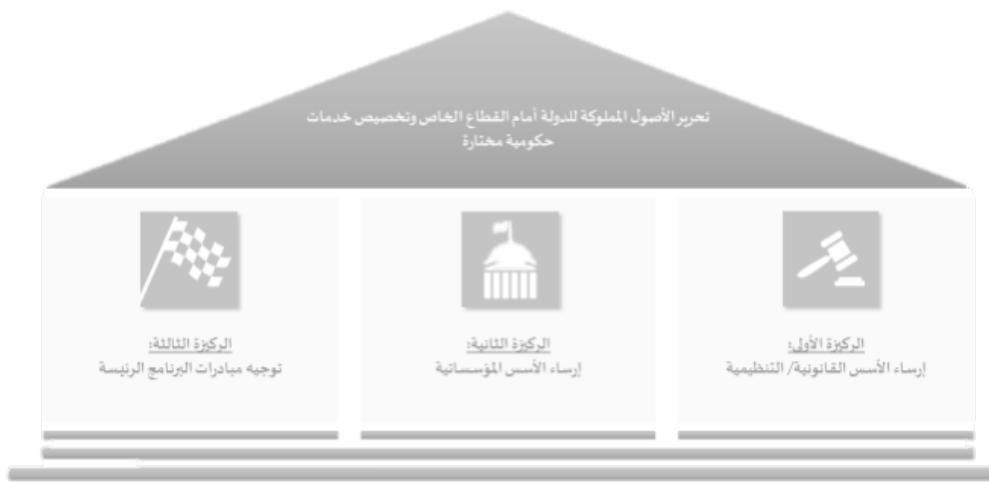 تحرير الأصول المملوكة للدولة أمام القطاع الخاص وتخصيص خدمات
حكومية مختارة
الركيزة الأولى:
إرساء الأسس القانونية/ التنظيمية
الركيزة الثانية:
إرساء الأسس المؤسساتية
الركيزة الثالثة:
توجيه مبادرات البرنامج الرئيسة